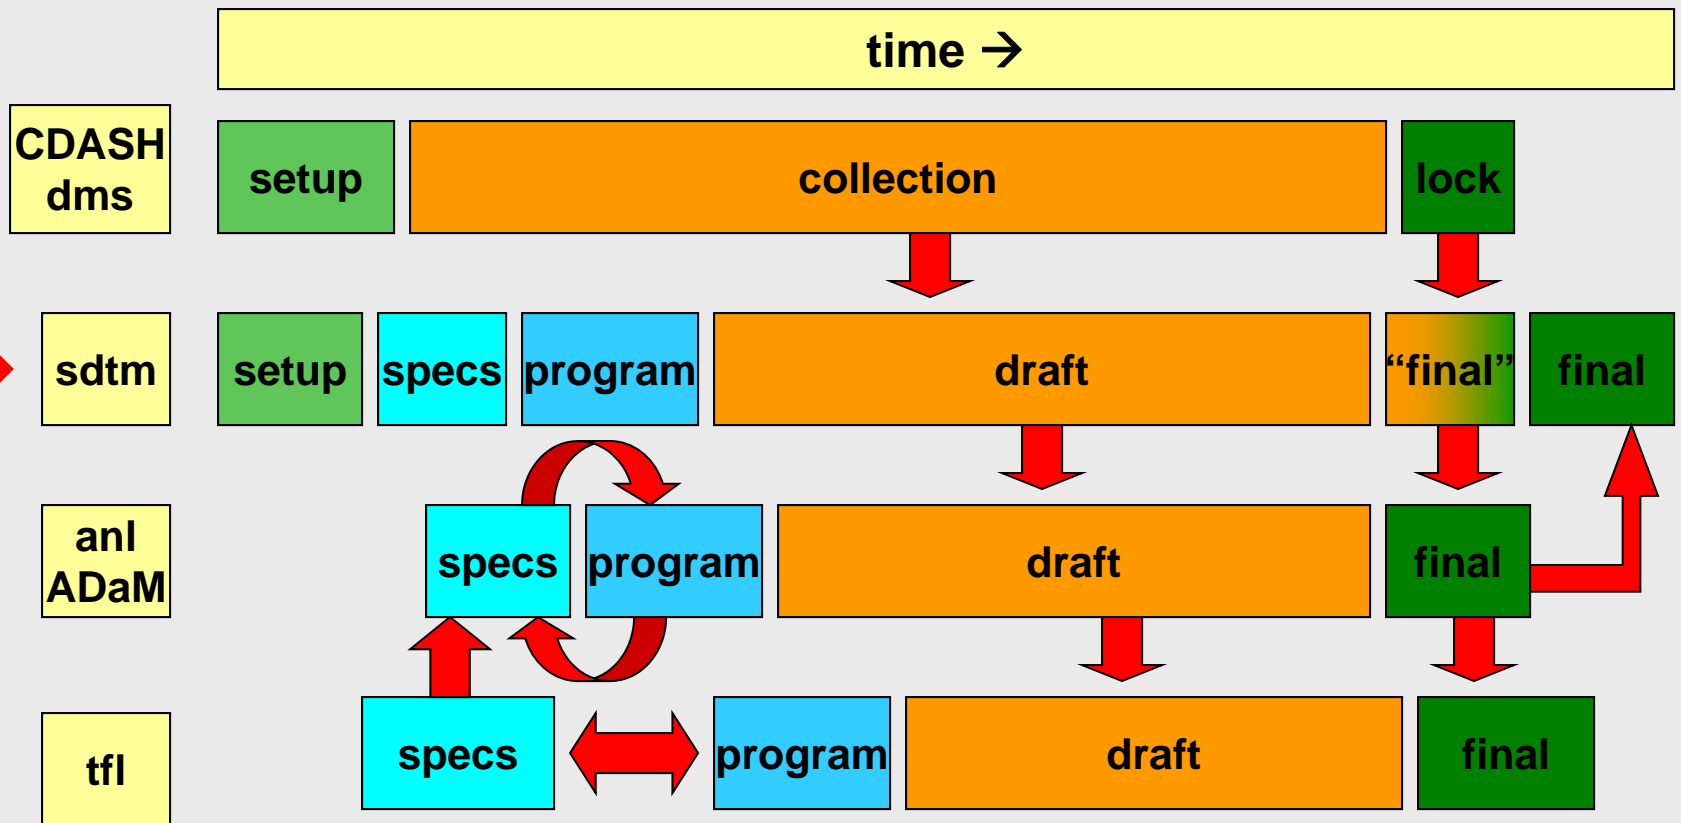 time →
CDASH
dms
setup
collection
lock
sdtm
setup
specs
program
draft
“final”
final
anl
ADaM
specs
program
draft
final
tfl
specs
program
draft
final